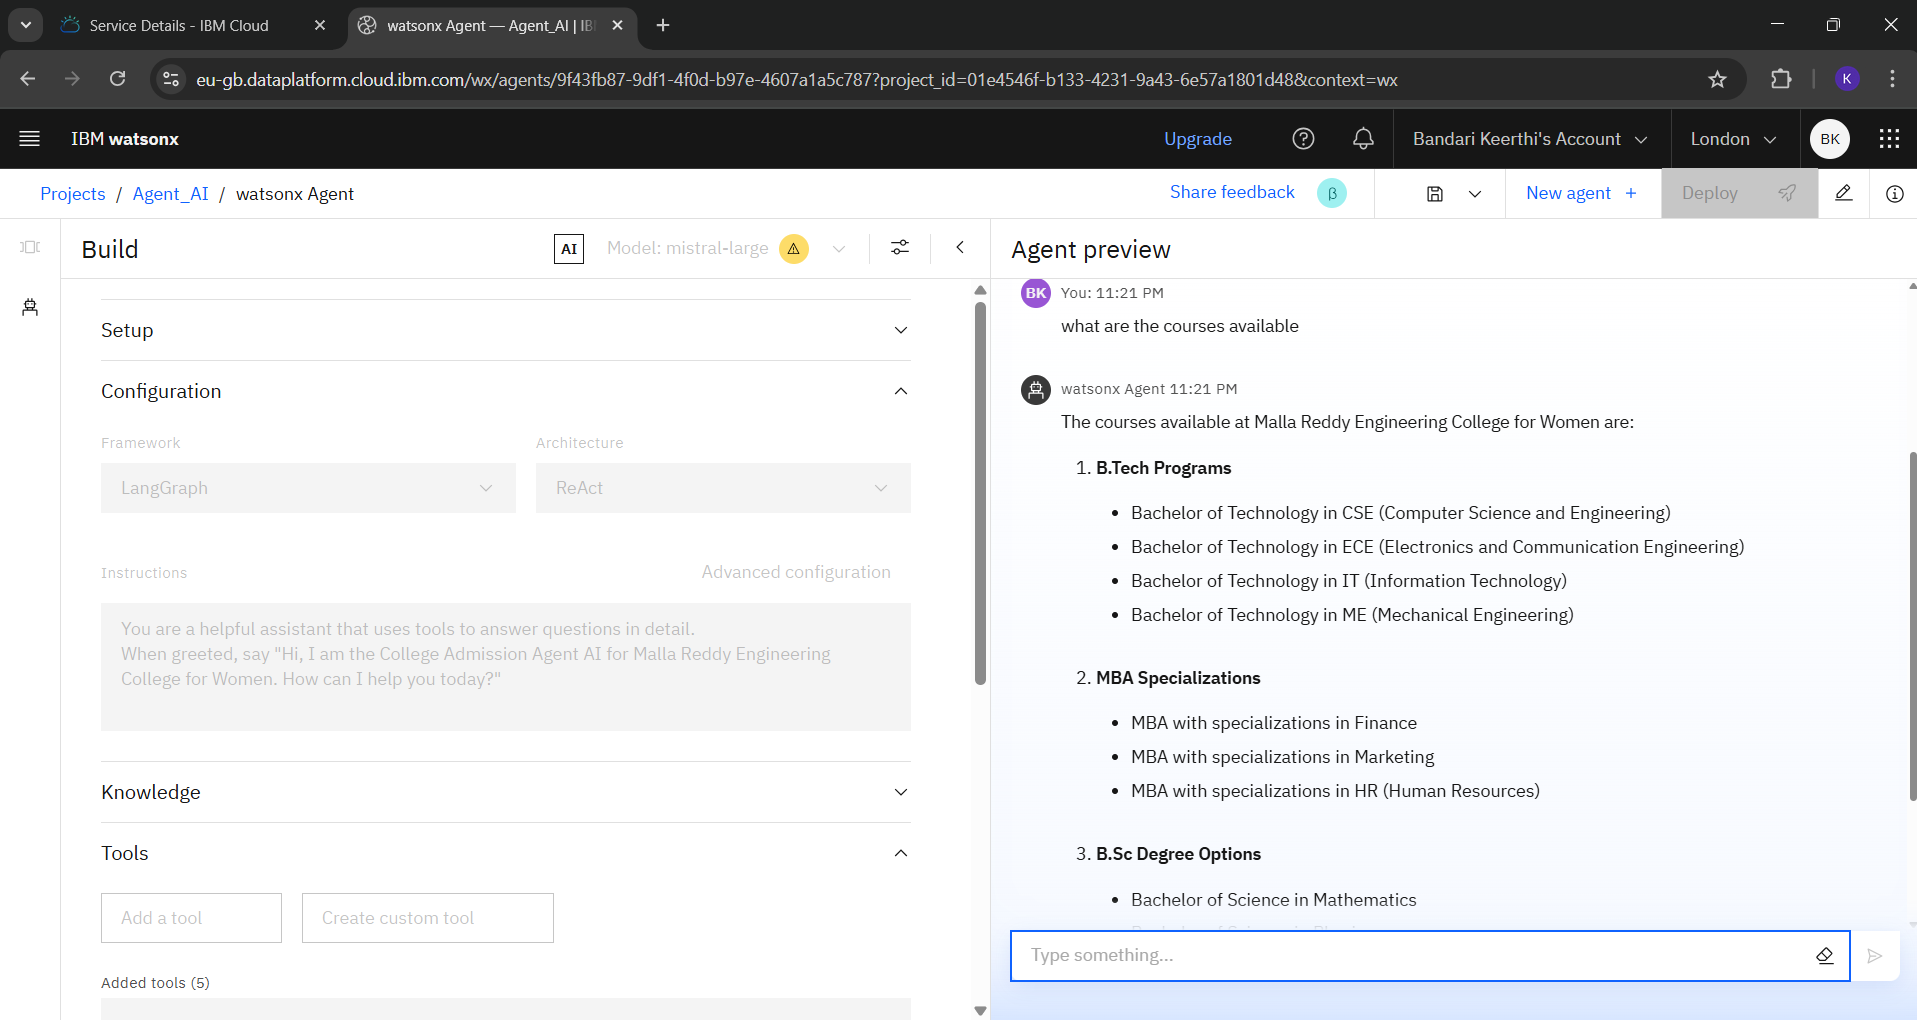 Service Details - IBM Cloud
watsonx Agent — Agent_AI | IB
eu-gb.dataplatform.cloud.ibm.com/wx/agents/9f43fb87-9df1-4f0d-b97e-4607a1a5c787?project_id=01e4546f-b133-4231-9a43-6e57a1801d48&context=wx
K
IBM watsonx
Upgrade
Bandari Keerthi's Account
London
BK
Projects / Agent_AI / watsonx Agent
Share feedback
β
New agent +
Deploy
Build
AI
Model: mistral-large
Setup
Configuration
Framework
Architecture
LangGraph
ReAct
Instructions
Advanced configuration
You are a helpful assistant that uses tools to answer questions in detail.
When greeted, say "Hi, I am the College Admission Agent AI for Malla Reddy Engineering
College for Women. How can I help you today?"
Knowledge
Tools
Add a tool
Create custom tool
Added tools (5)
Agent preview
BK
You: 11:21 PM
what are the courses available
watsonx Agent 11:21 PM
The courses available at Malla Reddy Engineering College for Women are:
1. B.Tech Programs
• Bachelor of Technology in CSE (Computer Science and Engineering)
• Bachelor of Technology in ECE (Electronics and Communication Engineering)
• Bachelor of Technology in IT (Information Technology)
• Bachelor of Technology in ME (Mechanical Engineering)
2. MBA Specializations
• MBA with specializations in Finance
• MBA with specializations in Marketing
• MBA with specializations in HR (Human Resources)
3. B.Sc Degree Options
• Bachelor of Science in Mathematics
Type something...